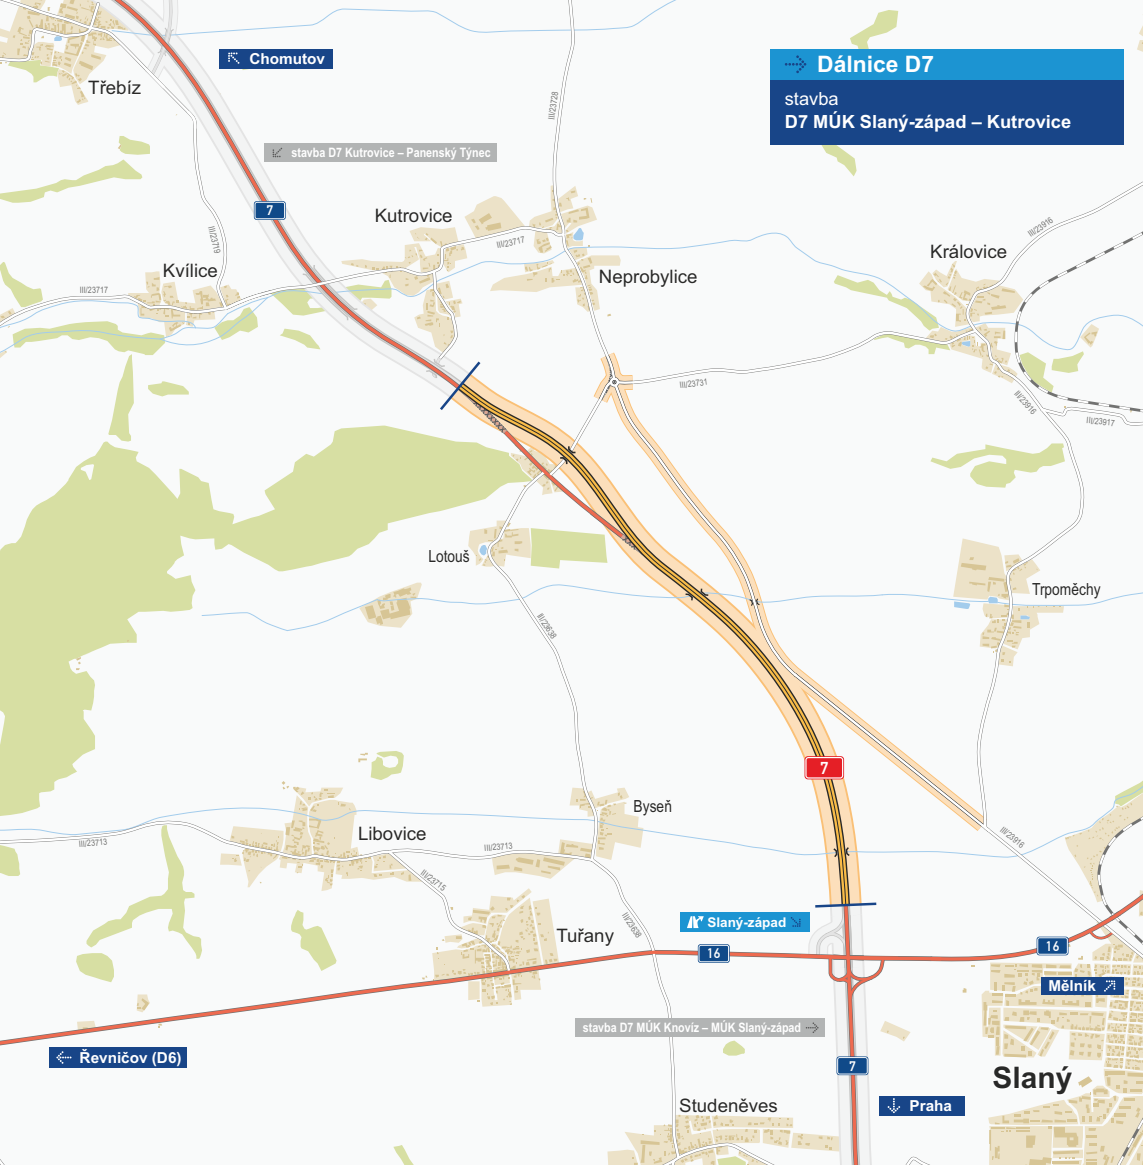 Chomutov
Dálnice D7
stavba
D7 MÚK Slaný-západ – Kutrovice
Třebíz
III/23728
stavba D7 Kutrovice – Panenský Týnec
7
Kutrovice
III/23717
III/23719
III/23916
Královice
Kvílice
Neprobylice
III/23717
III/23731
III/23916
III/23917
Lotouš
Trpoměchy
III/23638
7
Byseň
Libovice
III/23713
III/23713
III/23916
III/23715
III/23638
Slaný-západ
Tuřany
16
16
Mělník
stavba D7 MÚK Knovíz – MÚK Slaný-západ
Řevničov (D6)
7
Slaný
Studeněves
Praha